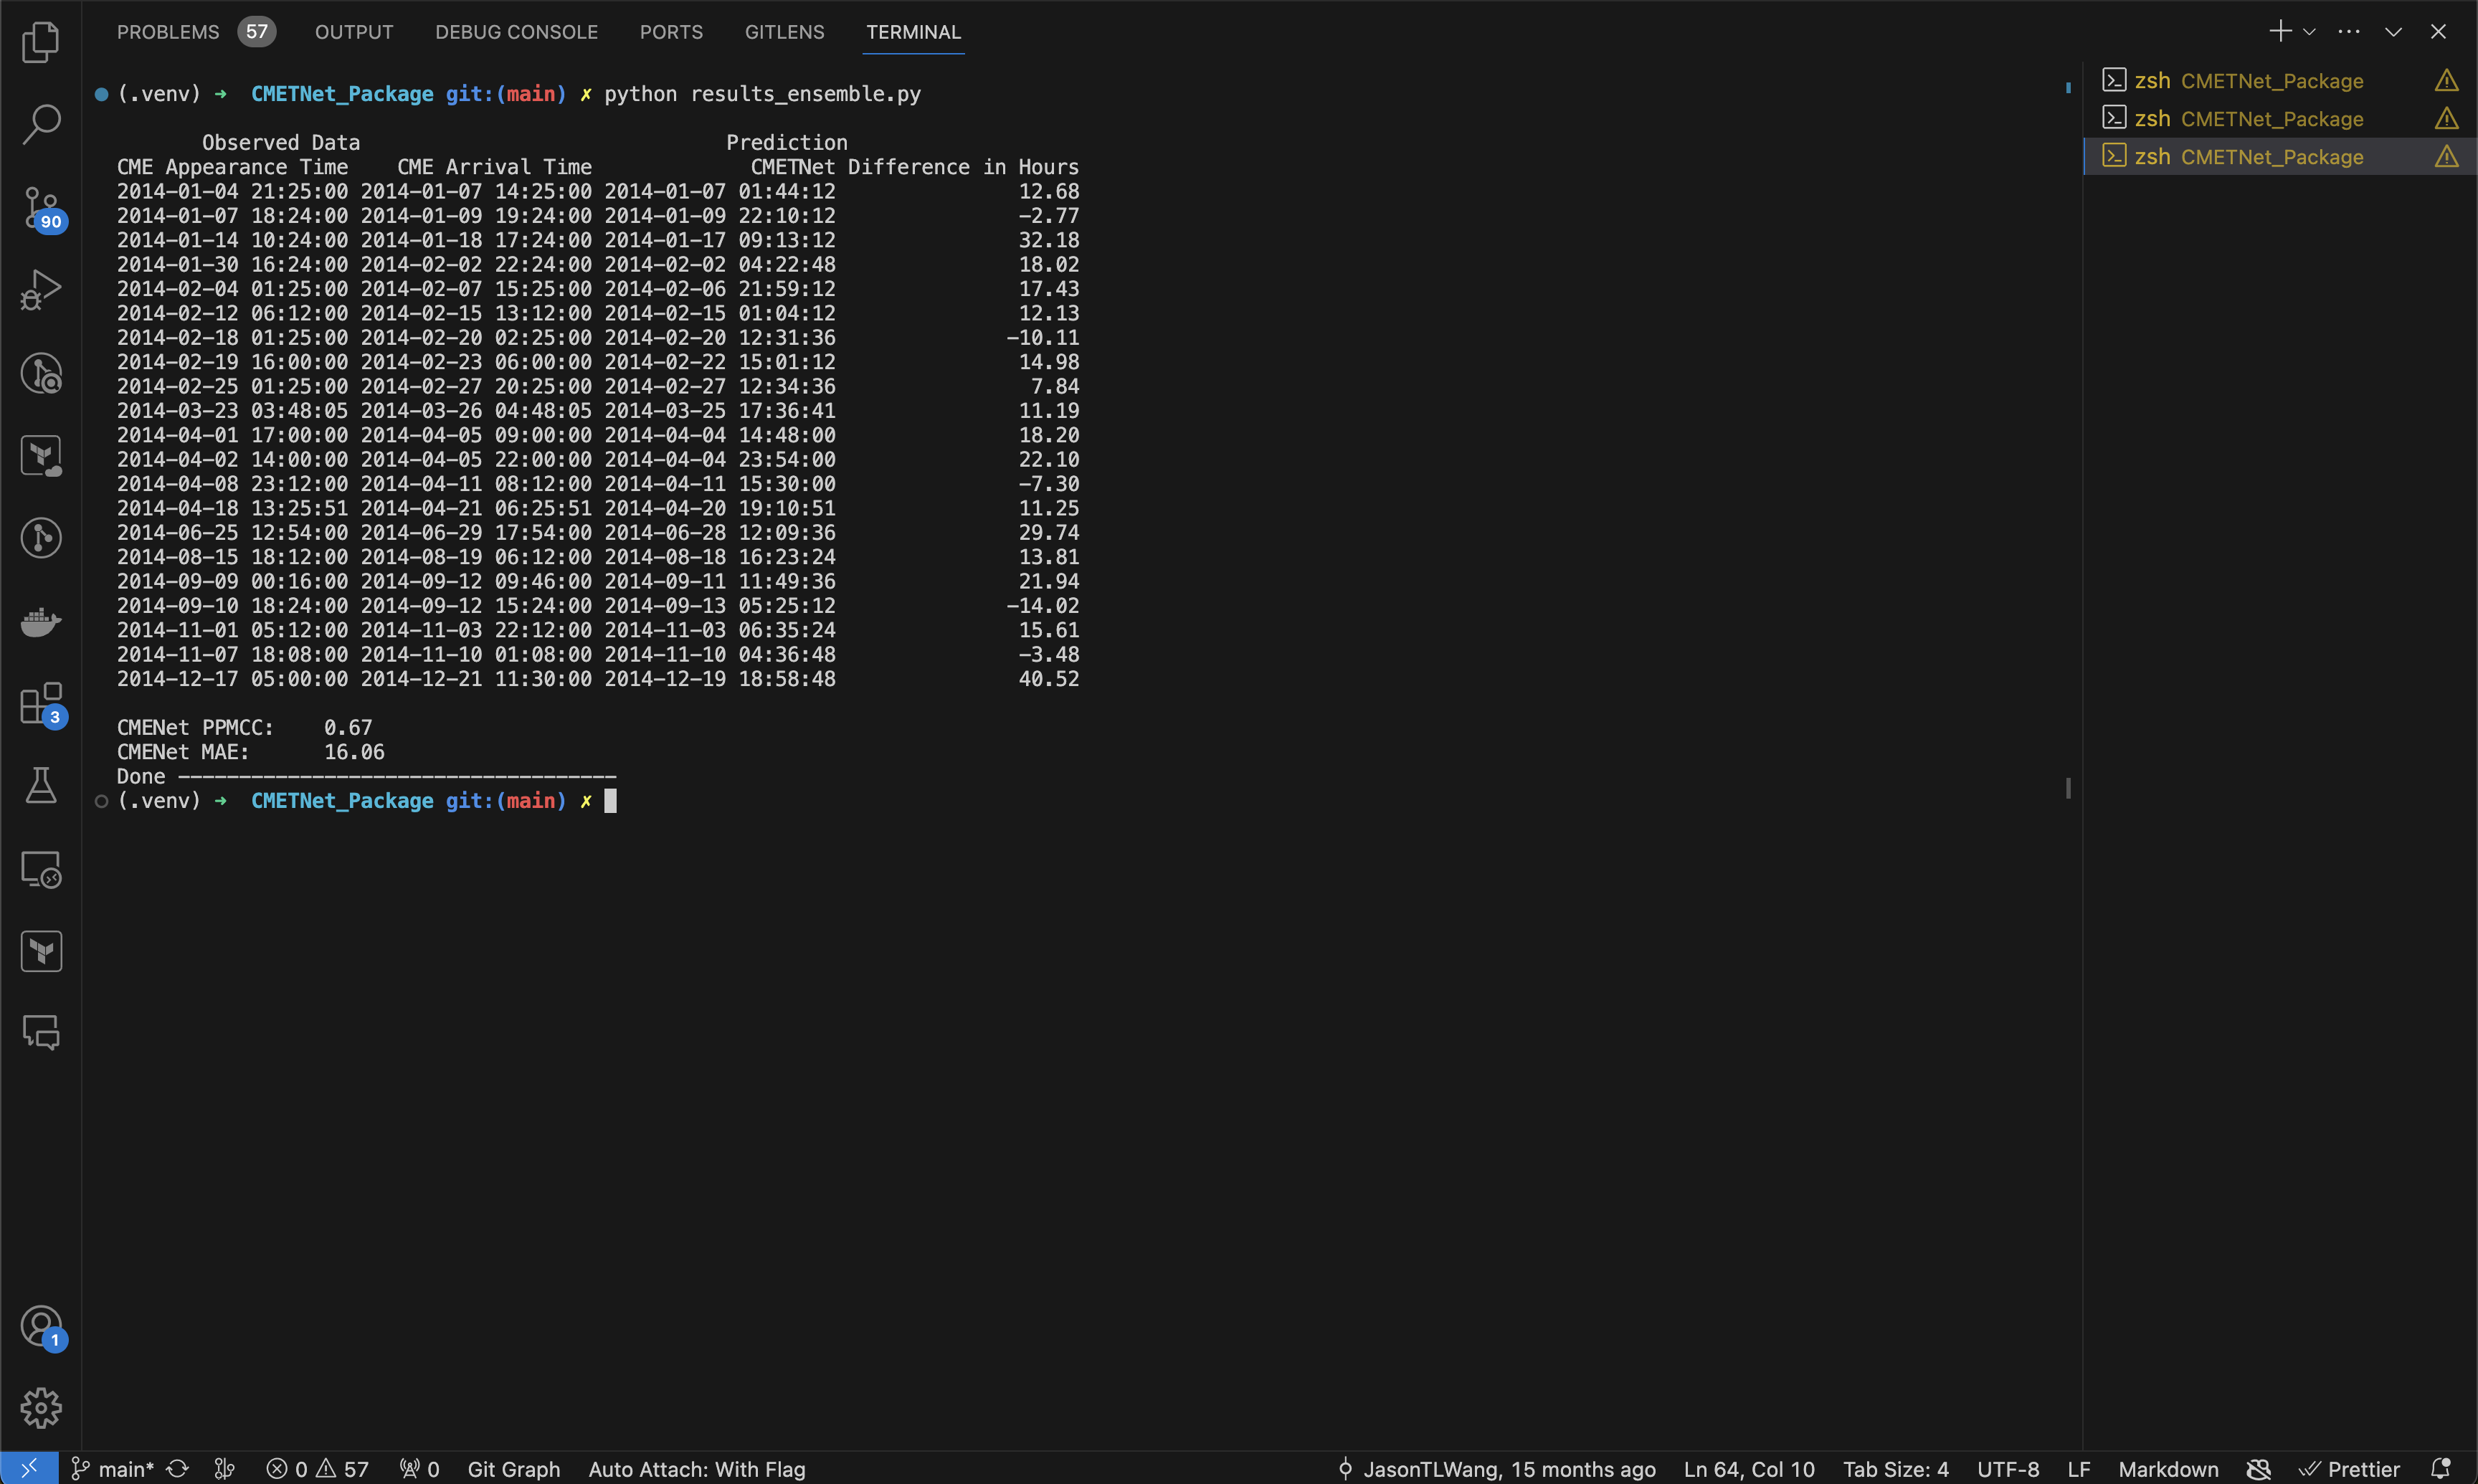 PROBLEMS 57 OUTPUT DEBUG CONSOLE PORTS GITLENS TERMINAL
(.venv) ➜ CMETNet_Package git:(main) ✗ python results_ensemble.py
Observed Data Prediction
CME Appearance Time CME Arrival Time CMETNet Difference in Hours
2014-01-04 21:25:00 2014-01-07 14:25:00 2014-01-07 01:44:12 12.68
2014-01-07 18:24:00 2014-01-09 19:24:00 2014-01-09 22:10:12 -2.77
2014-01-14 10:24:00 2014-01-18 17:24:00 2014-01-17 09:13:12 32.18
2014-01-30 16:24:00 2014-02-02 22:24:00 2014-02-02 04:22:48 18.02
2014-02-04 01:25:00 2014-02-07 15:25:00 2014-02-06 21:59:12 17.43
2014-02-12 06:12:00 2014-02-15 13:12:00 2014-02-15 01:04:12 12.13
2014-02-18 01:25:00 2014-02-20 02:25:00 2014-02-20 12:31:36 -10.11
2014-02-19 16:00:00 2014-02-23 06:00:00 2014-02-22 15:01:12 14.98
2014-02-25 01:25:00 2014-02-27 20:25:00 2014-02-27 12:34:36 7.84
2014-03-23 03:48:05 2014-03-26 04:48:05 2014-03-25 17:36:41 11.19
2014-04-01 17:00:00 2014-04-05 09:00:00 2014-04-04 14:48:00 18.20
2014-04-02 14:00:00 2014-04-05 22:00:00 2014-04-04 23:54:00 22.10
2014-04-08 23:12:00 2014-04-11 08:12:00 2014-04-11 15:30:00 -7.30
2014-04-18 13:25:51 2014-04-21 06:25:51 2014-04-20 19:10:51 11.25
2014-06-25 12:54:00 2014-06-29 17:54:00 2014-06-28 12:09:36 29.74
2014-08-15 18:12:00 2014-08-19 06:12:00 2014-08-18 16:23:24 13.81
2014-09-09 00:16:00 2014-09-12 09:46:00 2014-09-11 11:49:36 21.94
2014-09-10 18:24:00 2014-09-12 15:24:00 2014-09-13 05:25:12 -14.02
2014-11-01 05:12:00 2014-11-03 22:12:00 2014-11-03 06:35:24 15.61
2014-11-07 18:08:00 2014-11-10 01:08:00 2014-11-10 04:36:48 -3.48
2014-12-17 05:00:00 2014-12-21 11:30:00 2014-12-19 18:58:48 40.52
CMENet PPMCC: 0.67
CMENet MAE: 16.06
Done ------------------------------------
(.venv) ➜ CMETNet_Package git:(main) ✗
zsh CMETNet_Package
zsh CMETNet_Package
zsh CMETNet_Package
90
3
1
main* 0 57 0 Git Graph Auto Attach: With Flag JasonTLWang, 15 months ago Ln 64, Col 10 Tab Size: 4 UTF-8 LF Markdown Prettier